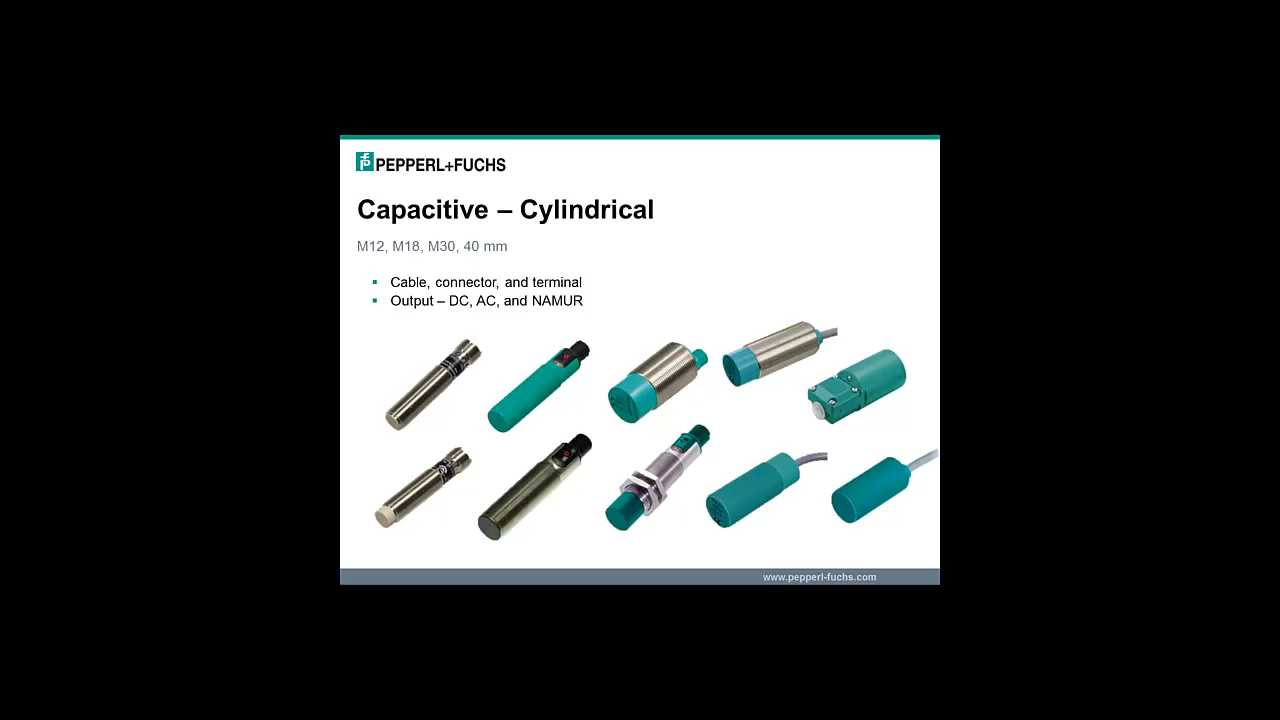 PEPPERL+FUCHS
Capacitive – Cylindrical
M12, M18, M30, 40 mm
▪ Cable, connector, and terminal
▪ Output – DC, AC, and NAMUR
www.pepperl-fuchs.com